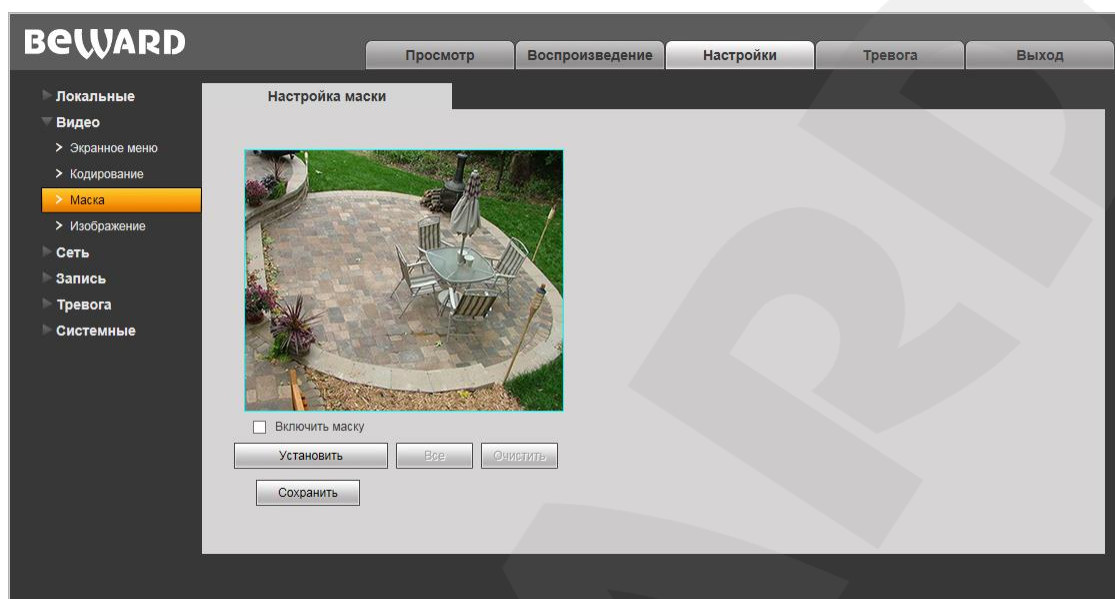 BEWARD
Просмотр
Воспроизведение
Настройки
Тревога
Выход
Локальные
Видео
Экранное меню
Кодирование
Маска
Изображение
Сеть
Запись
Тревога
Системные
Настройка маски
Включить маску
Установить
Все
Очистить
Сохранить